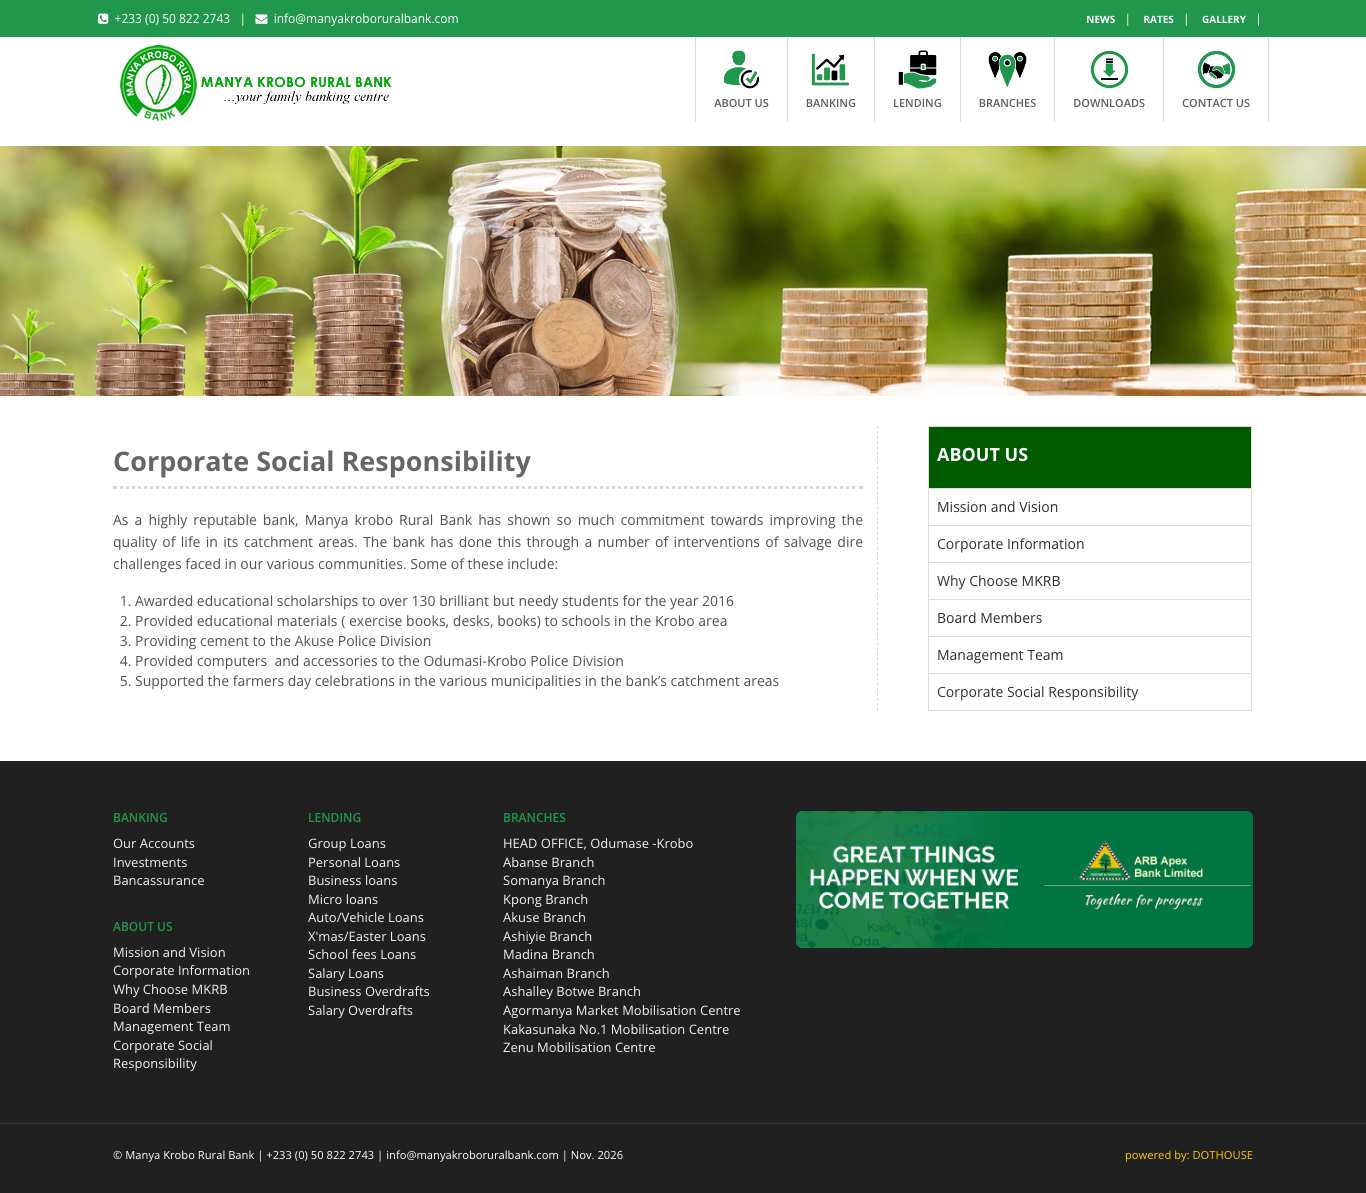 +233 (0) 50 822 2743 | info@manyakroboruralbank.com
NEWS | RATES | GALLERY |
MANYA KROBO RURAL BANK
MANYA KROBO RURAL BANK
...your family banking centre
ABOUT US
BANKING
LENDING
BRANCHES
DOWNLOADS
CONTACT US
Corporate Social Responsibility
As a highly reputable bank, Manya krobo Rural Bank has shown so much commitment towards improving the
quality of life in its catchment areas. The bank has done this through a number of interventions of salvage dire
challenges faced in our various communities. Some of these include:
1. Awarded educational scholarships to over 130 brilliant but needy students for the year 2016
2. Provided educational materials ( exercise books, desks, books) to schools in the Krobo area
3. Providing cement to the Akuse Police Division
4. Provided computers  and accessories to the Odumasi-Krobo Police Division
5. Supported the farmers day celebrations in the various municipalities in the bank’s catchment areas
ABOUT US
Mission and Vision
Corporate Information
Why Choose MKRB
Board Members
Management Team
Corporate Social Responsibility
BANKING
Our Accounts
Investments
Bancassurance
ABOUT US
Mission and Vision
Corporate Information
Why Choose MKRB
Board Members
Management Team
Corporate Social
Responsibility
LENDING
Group Loans
Personal Loans
Business loans
Micro loans
Auto/Vehicle Loans
X'mas/Easter Loans
School fees Loans
Salary Loans
Business Overdrafts
Salary Overdrafts
BRANCHES
HEAD OFFICE, Odumase -Krobo
Abanse Branch
Somanya Branch
Kpong Branch
Akuse Branch
Ashiyie Branch
Madina Branch
Ashaiman Branch
Ashalley Botwe Branch
Agormanya Market Mobilisation Centre
Kakasunaka No.1 Mobilisation Centre
Zenu Mobilisation Centre
LAKE
GREAT THINGS
HAPPEN WHEN WE
COME TOGETHER
Oda
ARB Apex
Bank Limited
Together for progress
© Manya Krobo Rural Bank | +233 (0) 50 822 2743 | info@manyakroboruralbank.com | Nov. 2026
powered by: DOTHOUSE